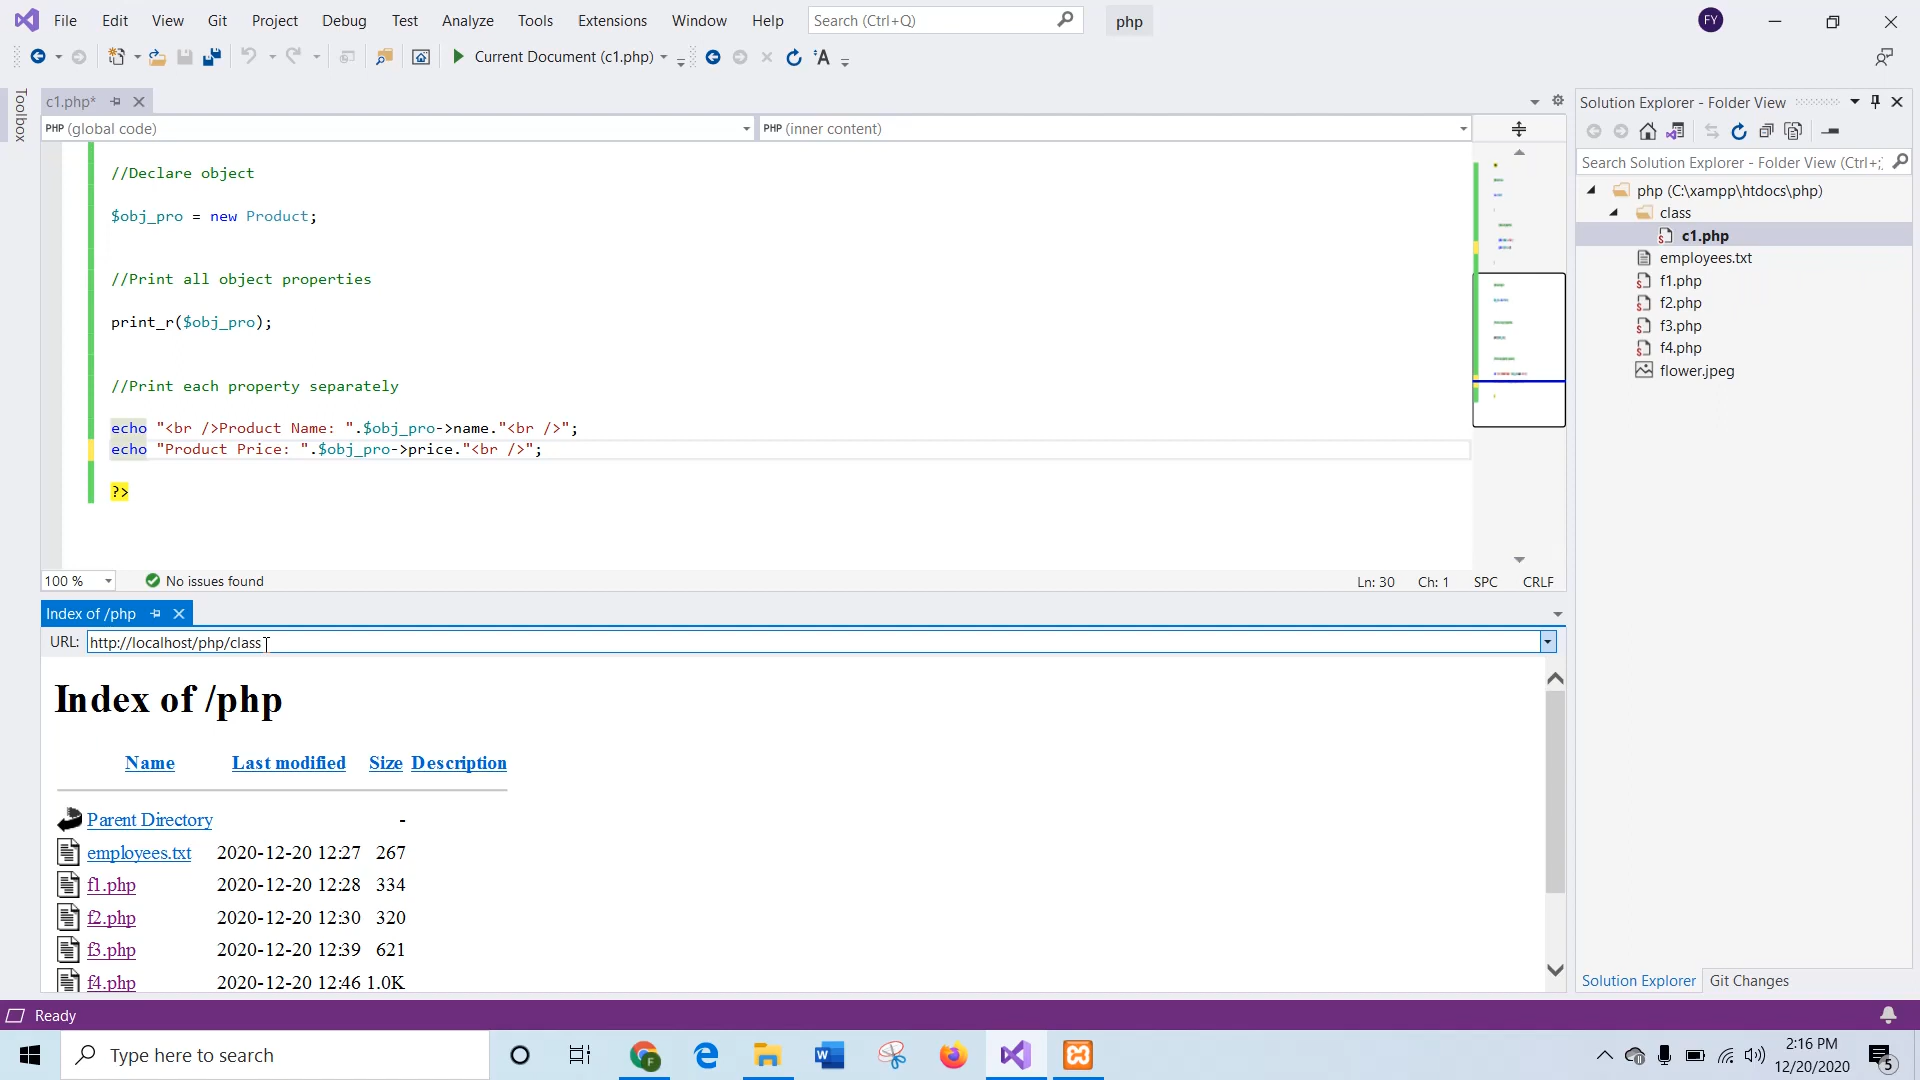 File Edit View Git Project Debug Test Analyze Tools Extensions Window Help Search (Ctrl+Q) php FY
Current Document (c1.php)
Toolbox
c1.php*
PHP (global code) PHP (inner content)
//Declare object
$obj_pro = new Product;
//Print all object properties
print_r($obj_pro);
//Print each property separately
echo "<br />Product Name: ".$obj_pro->name."<br />";
echo "Product Price: ".$obj_pro->price."<br />";
?>
100 % No issues found Ln: 30 Ch: 1 SPC CRLF
Index of /php
URL: http://localhost/php/class
Index of /php
Name Last modified Size Description
Parent Directory -
employees.txt 2020-12-20 12:27 267
f1.php 2020-12-20 12:28 334
f2.php 2020-12-20 12:30 320
f3.php 2020-12-20 12:39 621
f4.php 2020-12-20 12:46 1.0K
Solution Explorer - Folder View
Search Solution Explorer - Folder View (Ctrl+;
php (C:\xampp\htdocs\php)
class
c1.php
employees.txt
f1.php
f2.php
f3.php
f4.php
flower.jpeg
Solution Explorer Git Changes
Ready
Type here to search
2:16 PM
12/20/2020
5